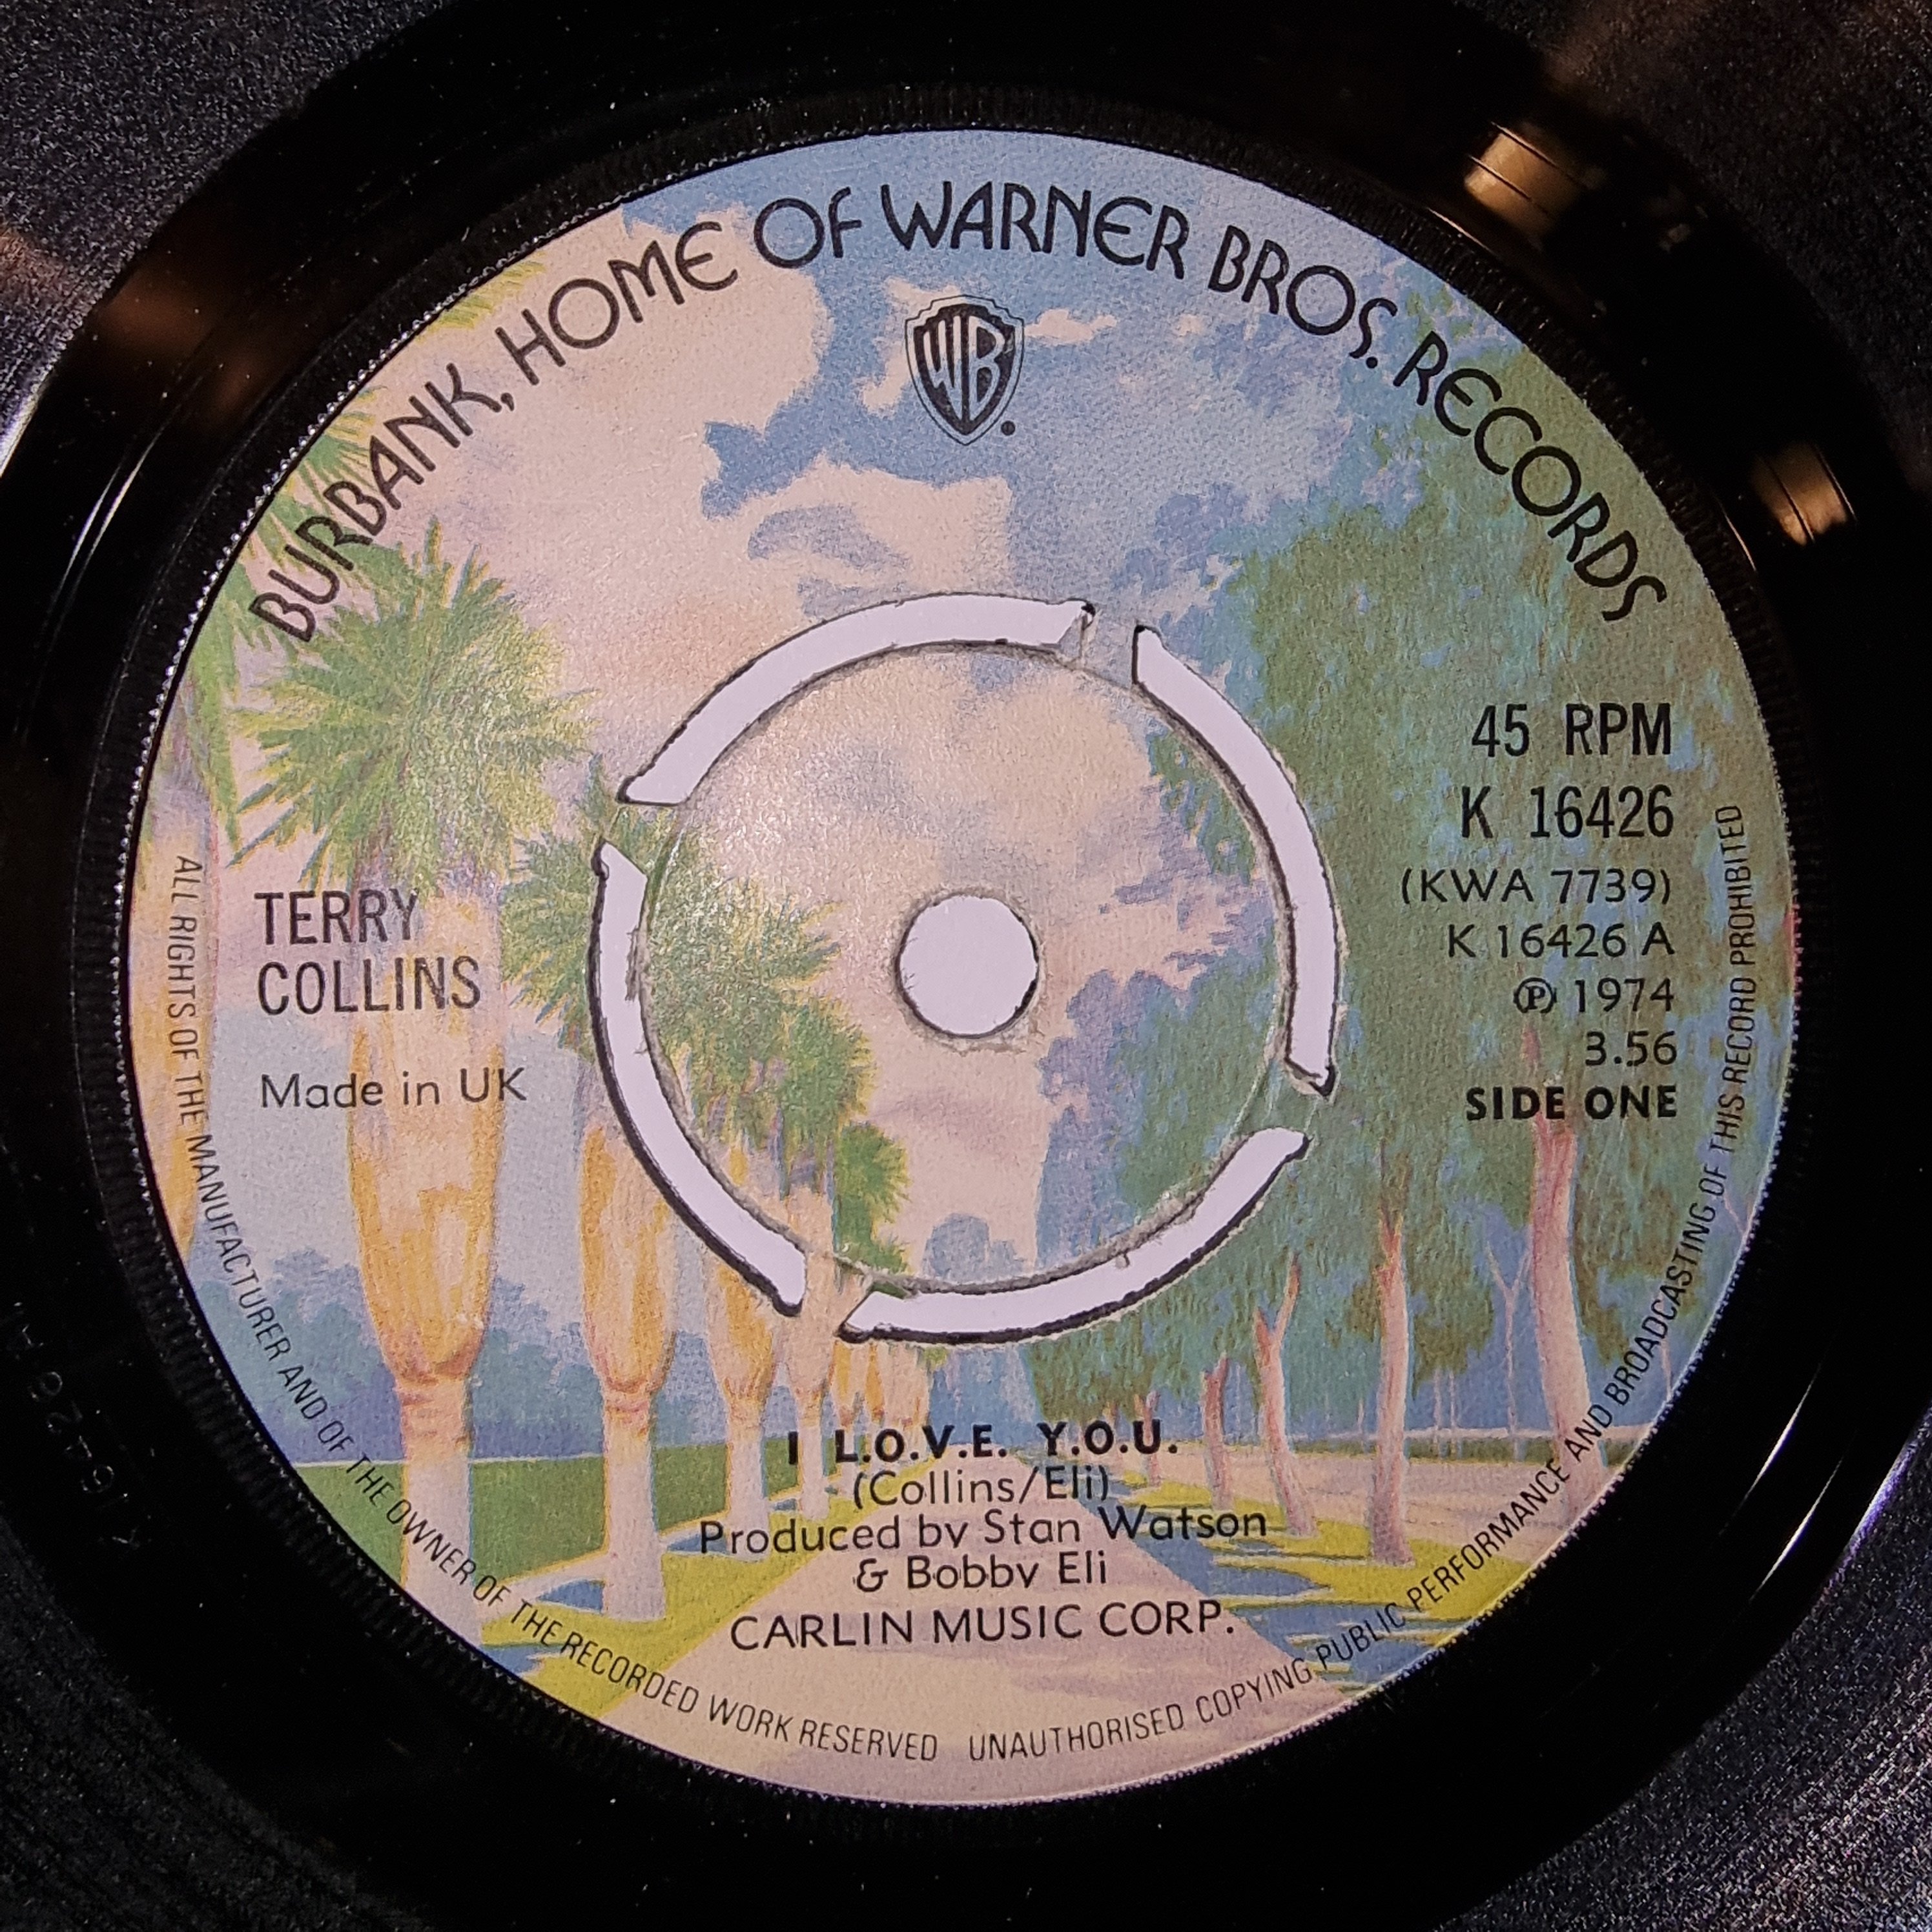 BURBANK, HOME OF WARNER BROS. RECORDS
WB
45 RPM
K 16426
(KWA 7739)
K 16426 A
℗ 1974
3.56
SIDE ONE
TERRY
COLLINS
Made in UK
I L.O.V.E. Y.O.U.
(Collins/Eli)
Produced by Stan Watson
& Bobby Eli
CARLIN MUSIC CORP.
ALL RIGHTS OF THE MANUFACTURER AND OF THE OWNER OF THE RECORDED WORK RESERVED UNAUTHORISED COPYING PUBLIC PERFORMANCE AND BROADCASTING OF THIS RECORD PROHIBITED